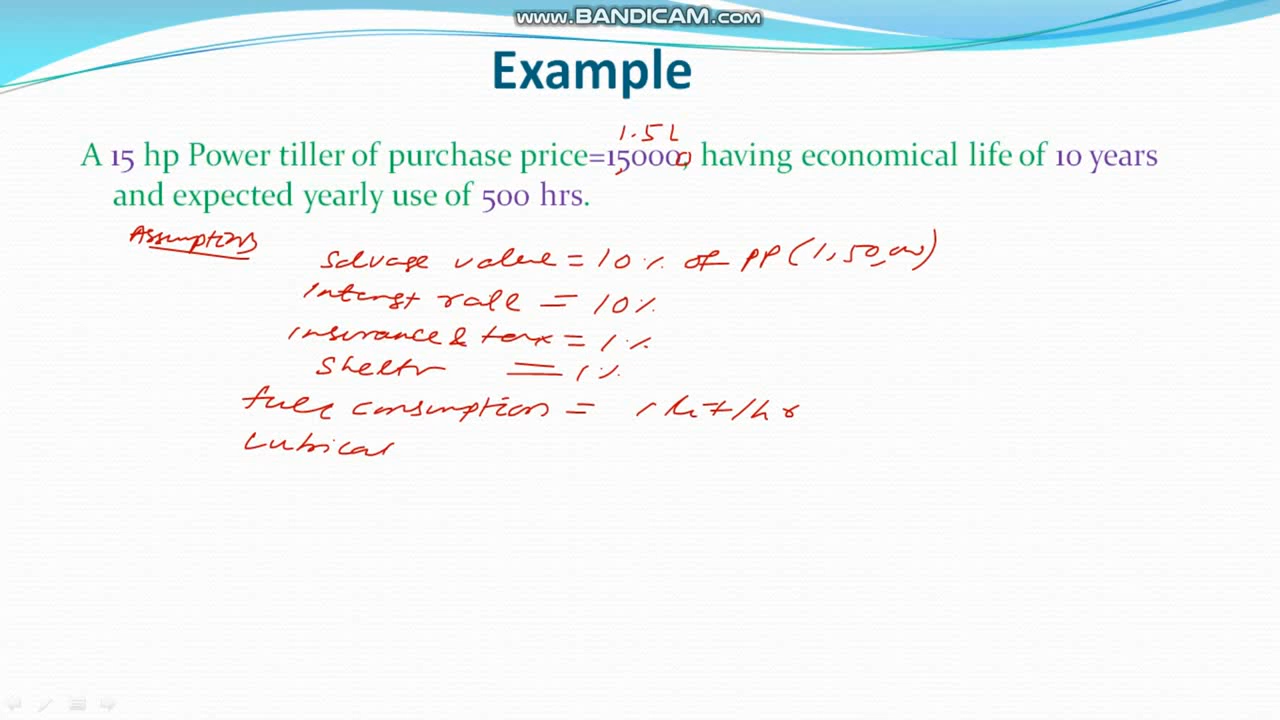 www.BANDICAM.com
Example
1.5 L
A 15 hp Power tiller of purchase price=150000, having economical life of 10 years
and expected yearly use of 500 hrs.
Assumptions
Salvage value = 10% of PP (1,50,000)
Interest rate = 10%
Insurance & tax = 1%
Shelter = 1%
fuel consumption = 1 lit/hr
Lubrica